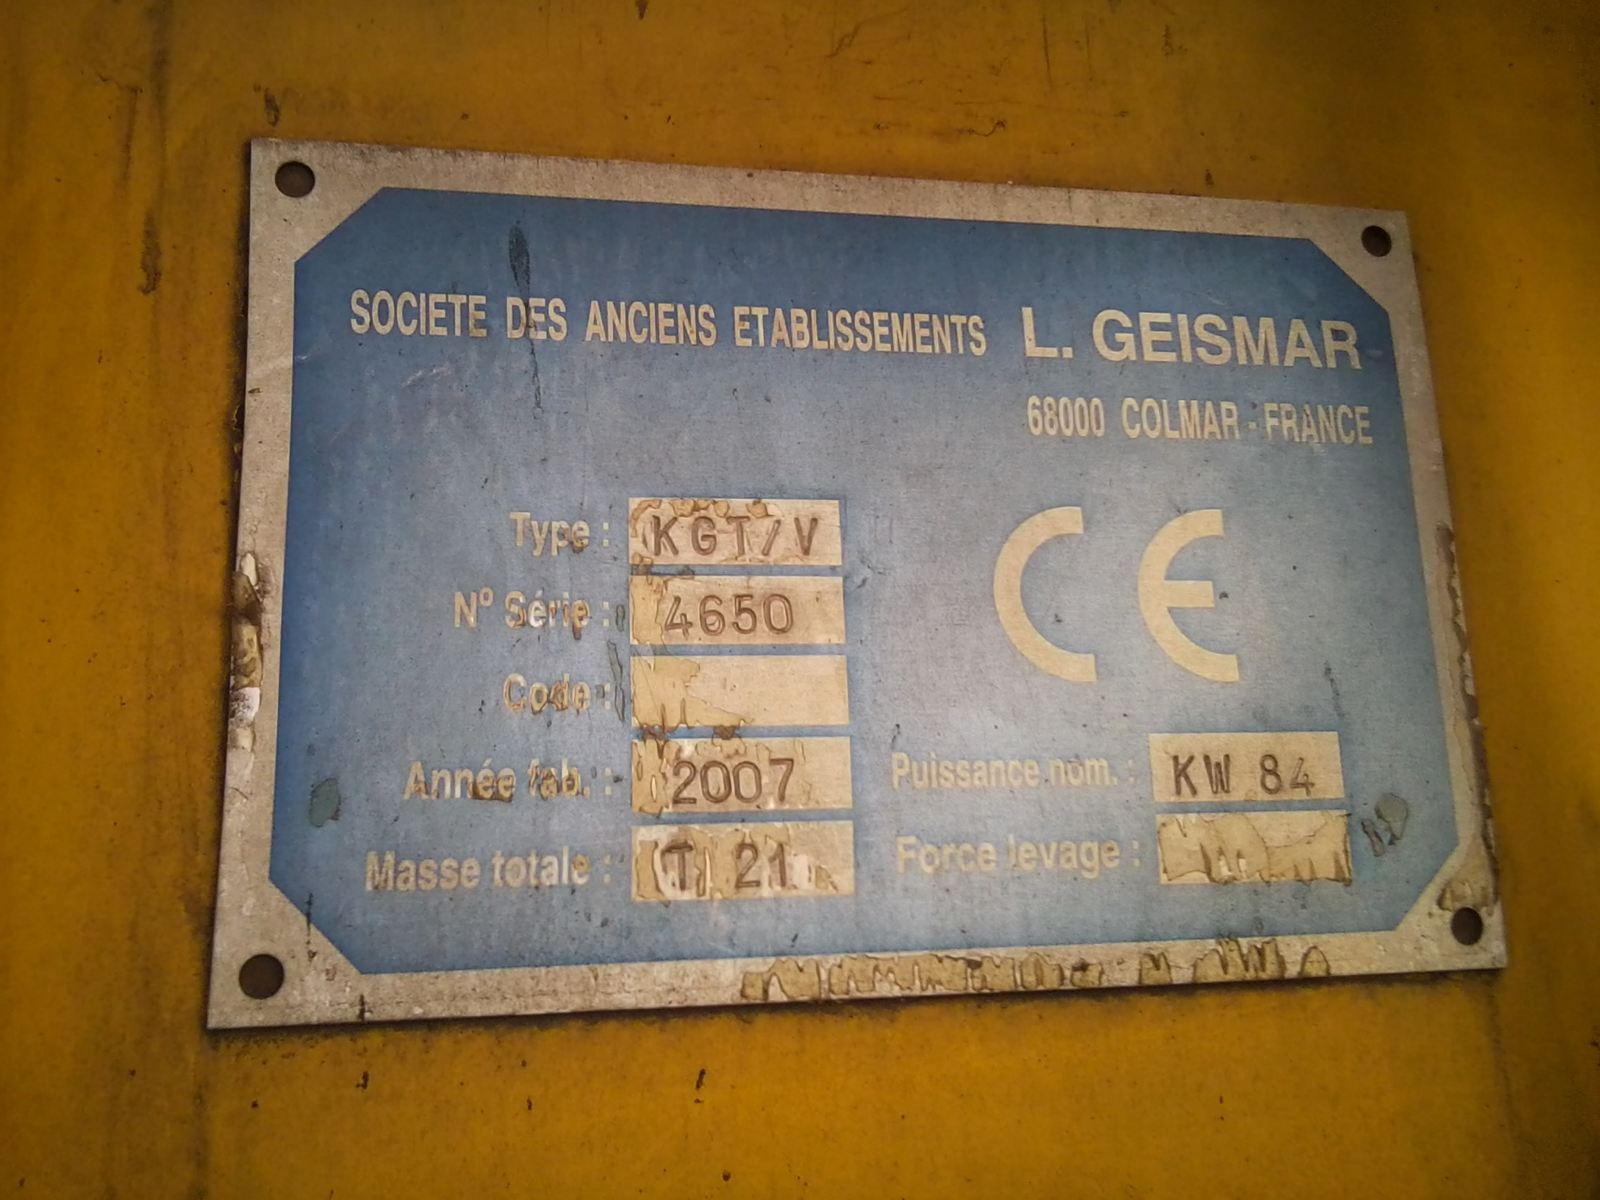 SOCIETE DES ANCIENS ETABLISSEMENTS L. GEISMAR
68000 COLMAR - FRANCE
CE
Type : KGT/V
Nº Série : 4650
Code :
Année fab. : 2007
Puissance nom. : KW 84
Masse totale : T 21
Force levage :